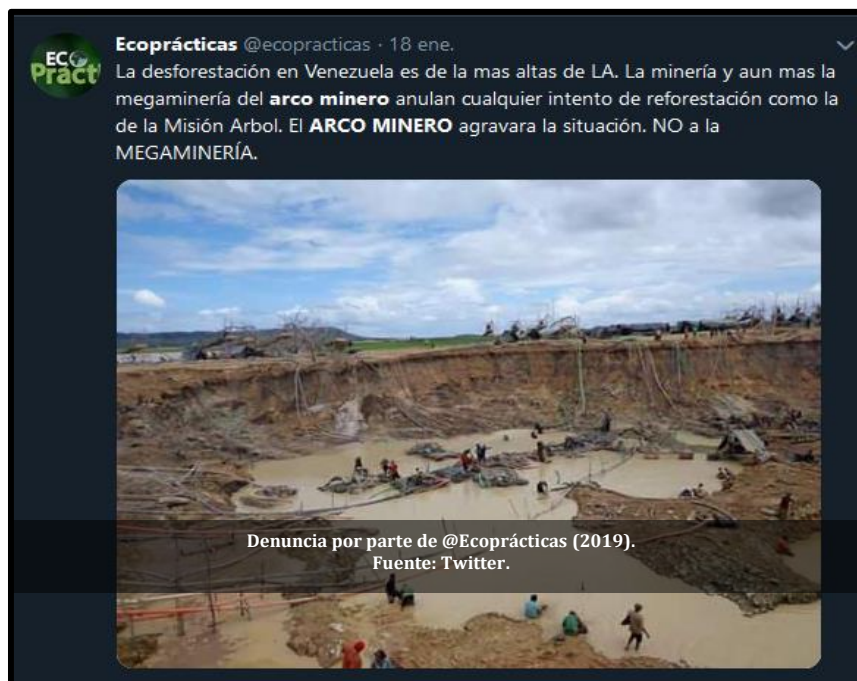 ECO
Práct
Ecoprácticas @ecopracticas · 18 ene.
La desforestación en Venezuela es de la mas altas de LA. La minería y aun mas la
megaminería del arco minero anulan cualquier intento de reforestación como la
de la Misión Arbol. El ARCO MINERO agravara la situación. NO a la
MEGAMINERÍA.
Denuncia por parte de @Ecoprácticas (2019).
Fuente: Twitter.